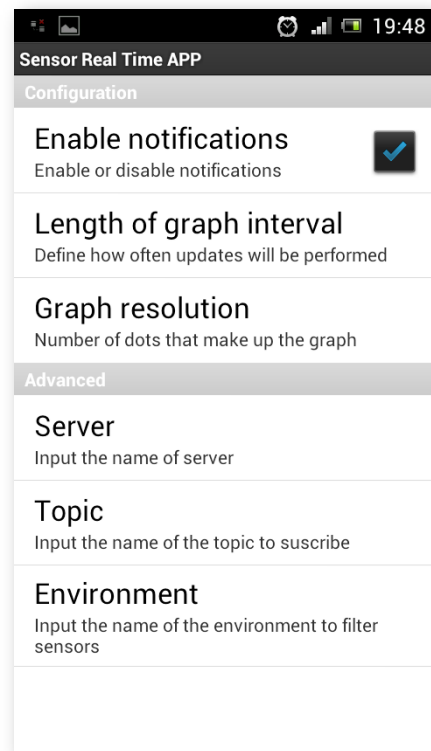 19:48
Sensor Real Time APP
Configuration
Enable notifications
Enable or disable notifications
Length of graph interval
Define how often updates will be performed
Graph resolution
Number of dots that make up the graph
Advanced
Server
Input the name of server
Topic
Input the name of the topic to suscribe
Environment
Input the name of the environment to filter
sensors